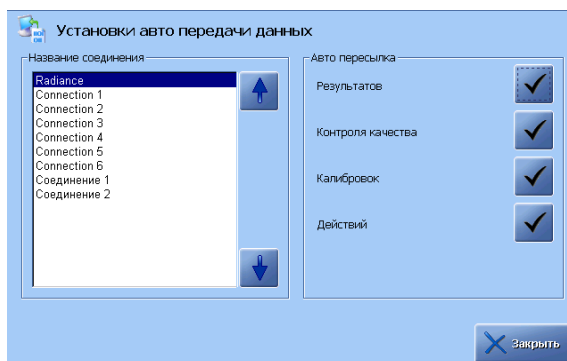 Установки авто передачи данных
Название соединения
Radiance
Connection 1
Connection 2
Connection 3
Connection 4
Connection 5
Connection 6
Соединение 1
Соединение 2
Авто пересылка
Результатов
Контроля качества
Калибровок
Действий
Закрыть